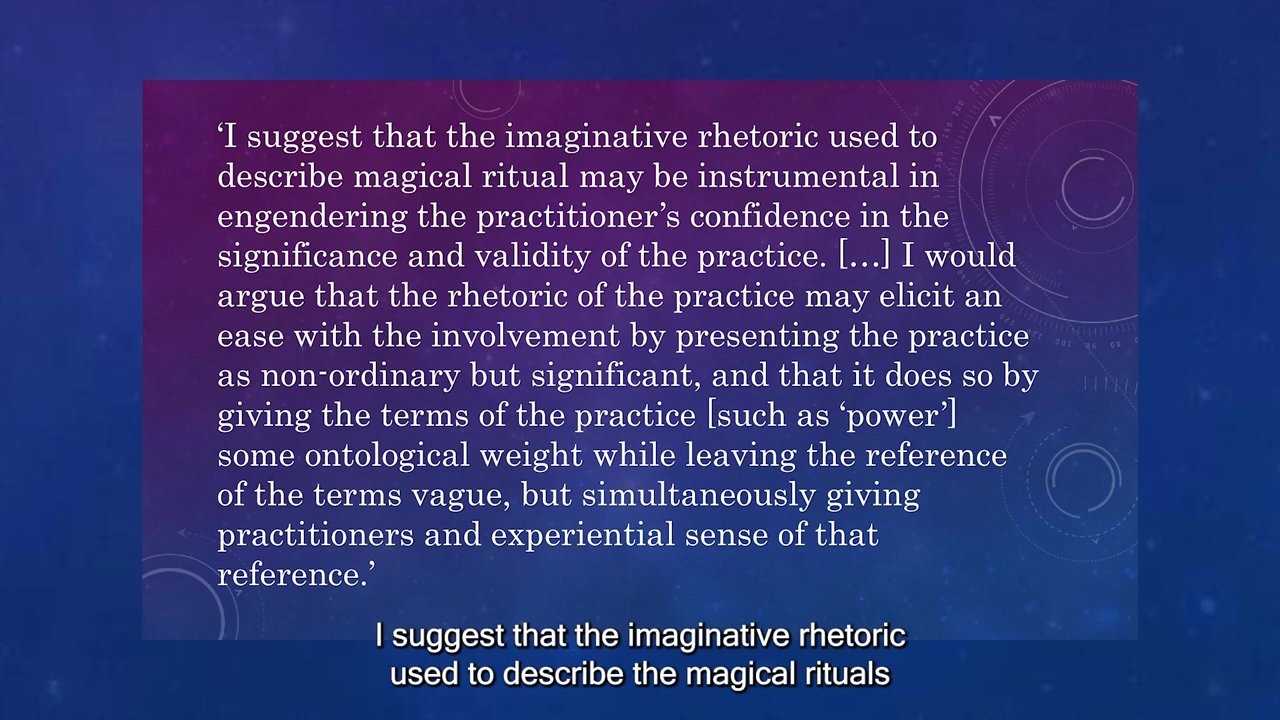 ‘I suggest that the imaginative rhetoric used to
describe magical ritual may be instrumental in
engendering the practitioner’s confidence in the
significance and validity of the practice. […] I would
argue that the rhetoric of the practice may elicit an
ease with the involvement by presenting the practice
as non-ordinary but significant, and that it does so by
giving the terms of the practice [such as ‘power’]
some ontological weight while leaving the reference
of the terms vague, but simultaneously giving
practitioners and experiential sense of that
reference.’
I suggest that the imaginative rhetoric
used to describe the magical rituals